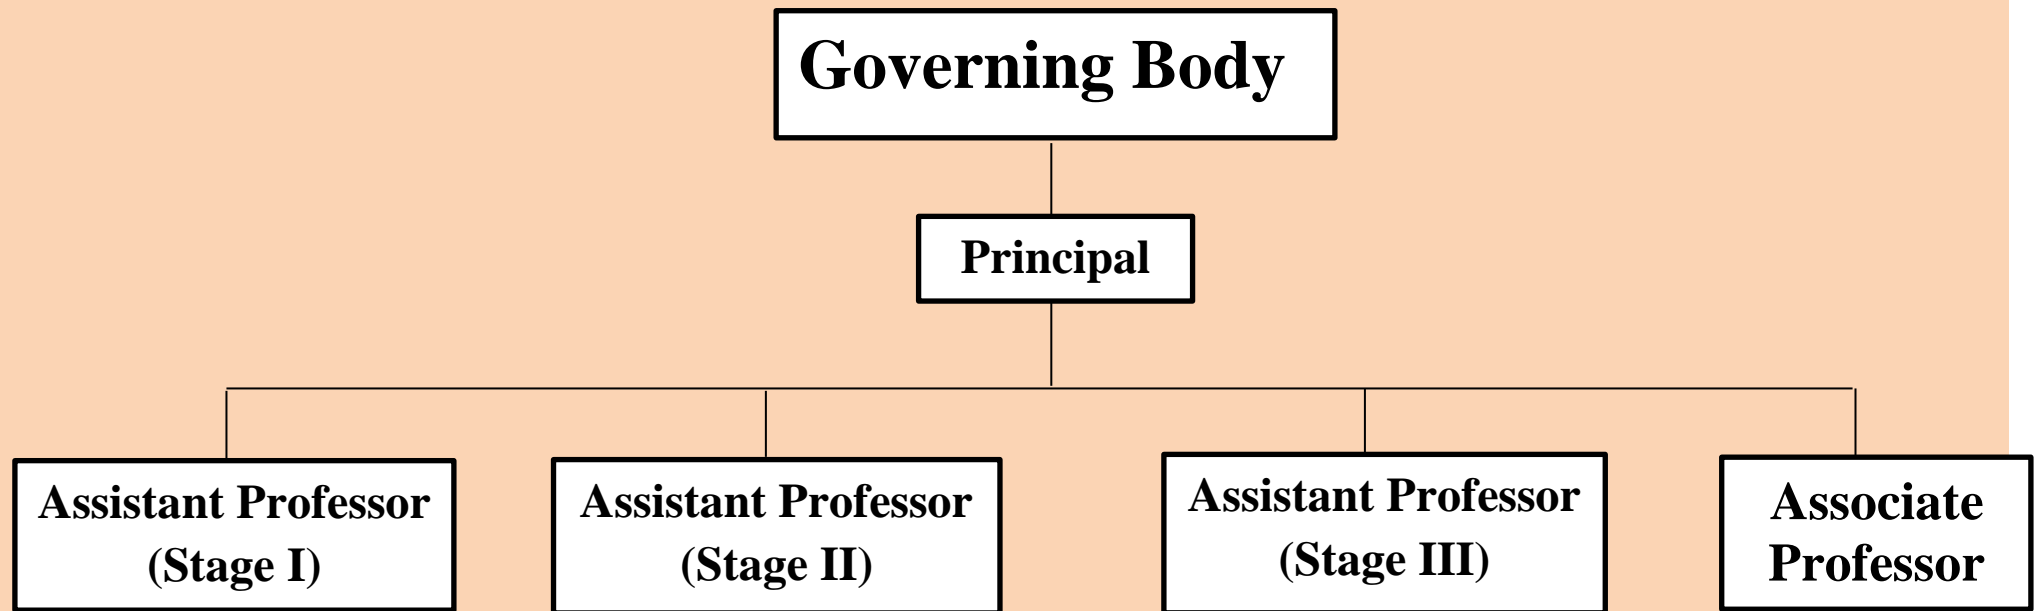 Governing Body
Principal
Assistant Professor
(Stage I)
Assistant Professor
(Stage II)
Assistant Professor
(Stage III)
Associate
Professor